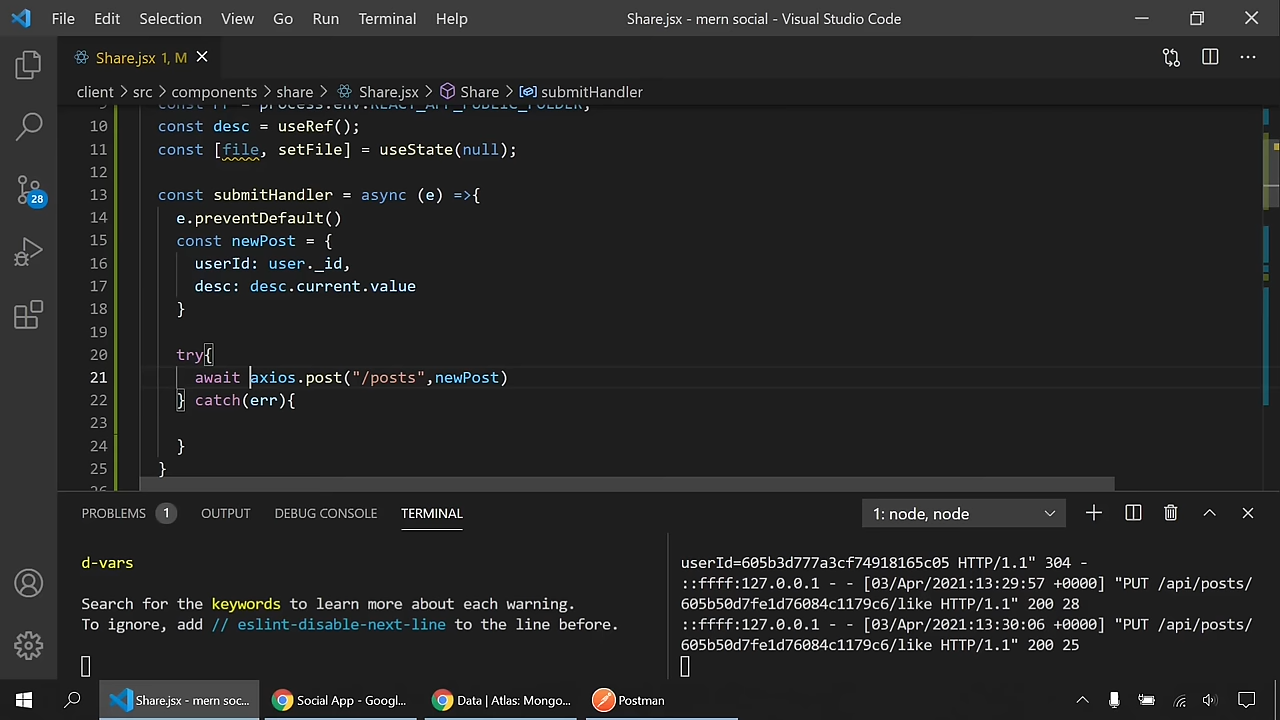 File Edit Selection View Go Run Terminal Help Share.jsx - mern social - Visual Studio Code
Share.jsx 1, M
client > src > components > share > Share.jsx > Share > submitHandler
9 const PF = process.env.REACT_APP_PUBLIC_FOLDER;
10 const desc = useRef();
11 const [file, setFile] = useState(null);
12
13 const submitHandler = async (e) =>{
14 e.preventDefault()
15 const newPost = {
16 userId: user._id,
17 desc: desc.current.value
18 }
19
20 try{
21 await axios.post("/posts",newPost)
22 } catch(err){
23
24 }
25 }
26
28
PROBLEMS 1 OUTPUT DEBUG CONSOLE TERMINAL 1: node, node
d-vars
Search for the keywords to learn more about each warning.
To ignore, add // eslint-disable-next-line to the line before.
userId=605b3d777a3cf74918165c05 HTTP/1.1" 304 -
::ffff:127.0.0.1 - - [03/Apr/2021:13:29:57 +0000] "PUT /api/posts/
605b50d7fe1d76084c1179c6/like HTTP/1.1" 200 28
::ffff:127.0.0.1 - - [03/Apr/2021:13:30:06 +0000] "PUT /api/posts/
605b50d7fe1d76084c1179c6/like HTTP/1.1" 200 25
Share.jsx - mern soc... Social App - Googl... Data | Atlas: Mongo... Postman